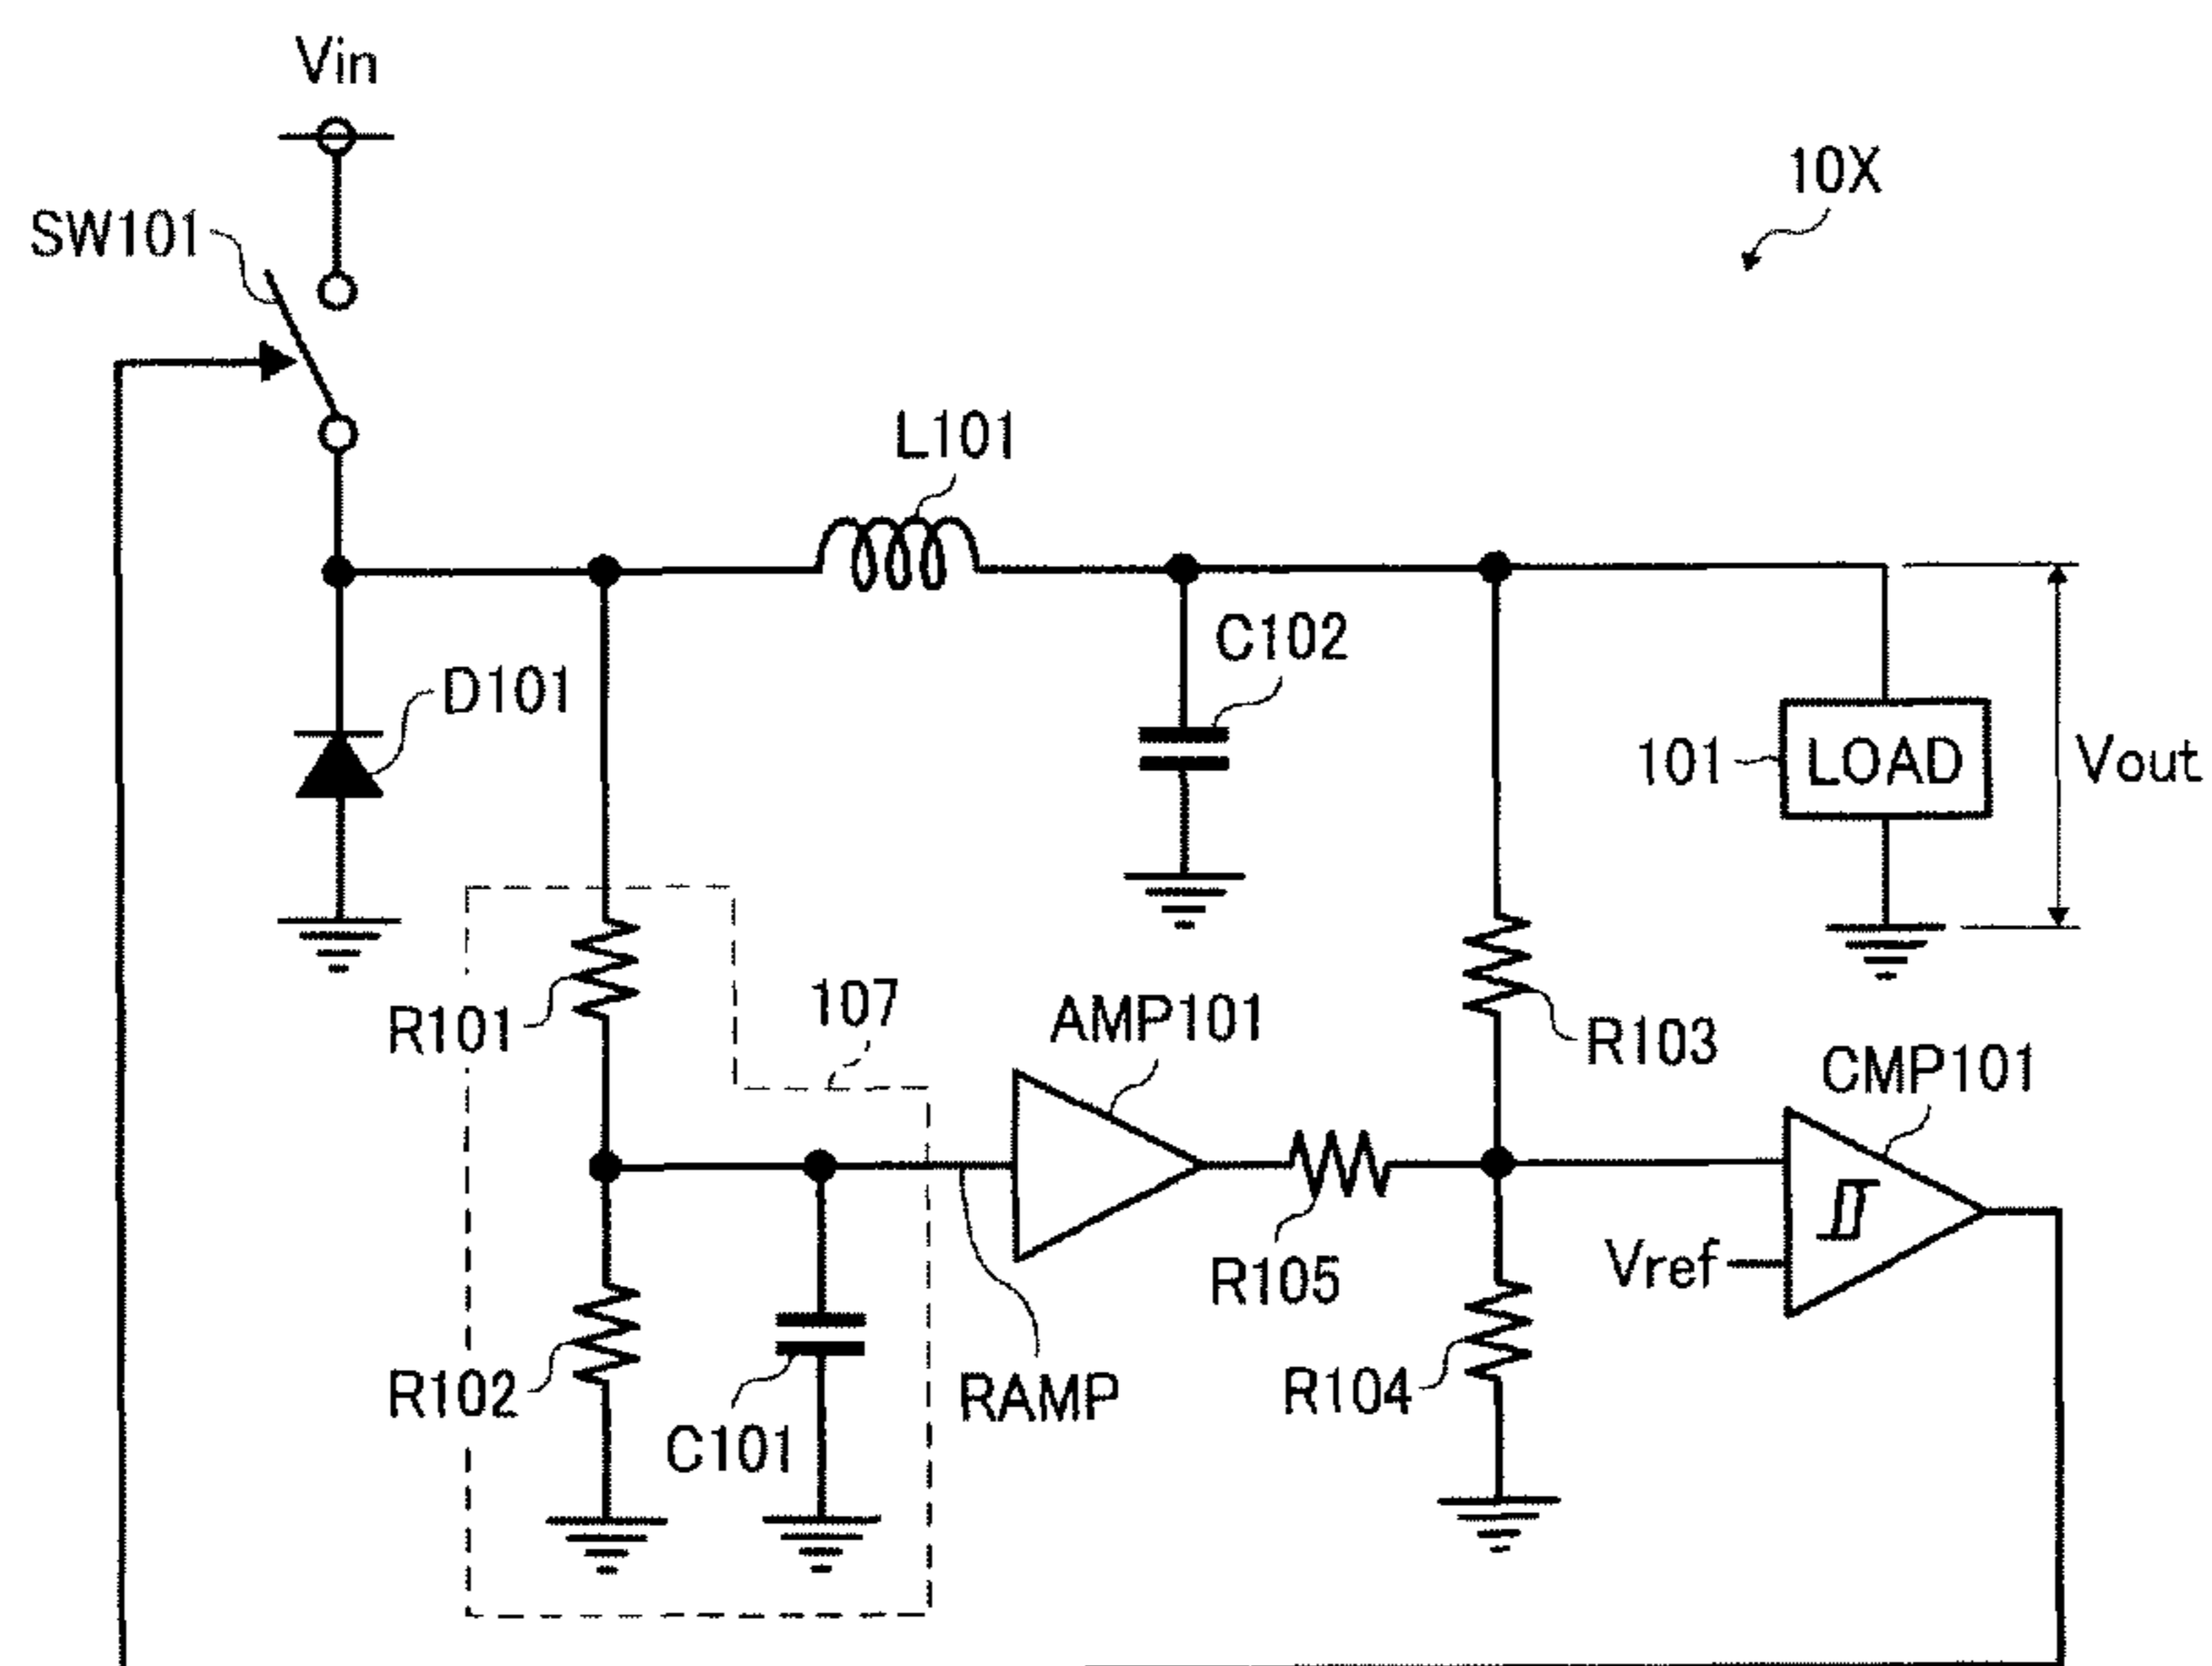 Vin
10X
SW101
L101
C102
D101
101
LOAD
Vout
107
AMP101
R101
R103
CMP101
R105
Vref
R102
RAMP
R104
C101